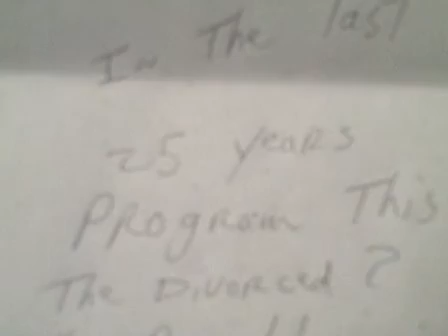 In The last
25 years
Program This
The Divorced?